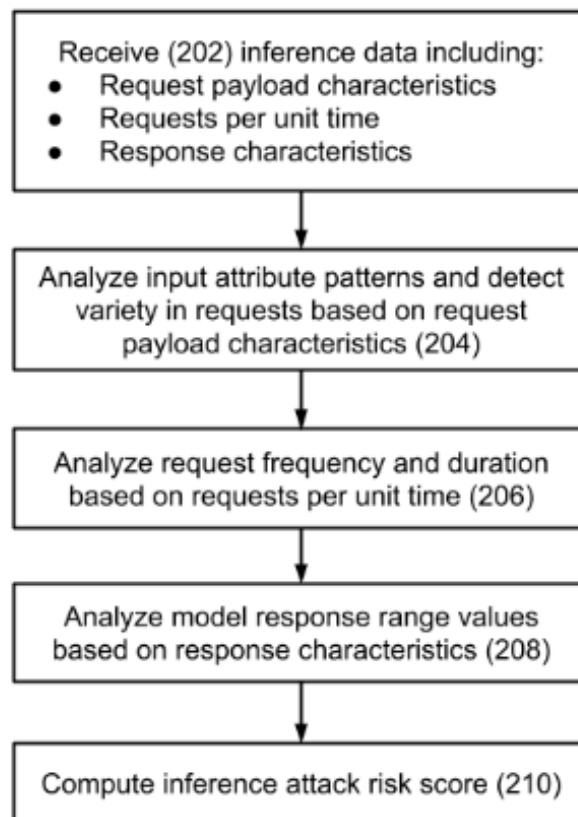 Receive (202) inference data including:
● Request payload characteristics
● Requests per unit time
● Response characteristics
Analyze input attribute patterns and detect
variety in requests based on request
payload characteristics (204)
Analyze request frequency and duration
based on requests per unit time (206)
Analyze model response range values
based on response characteristics (208)
Compute inference attack risk score (210)